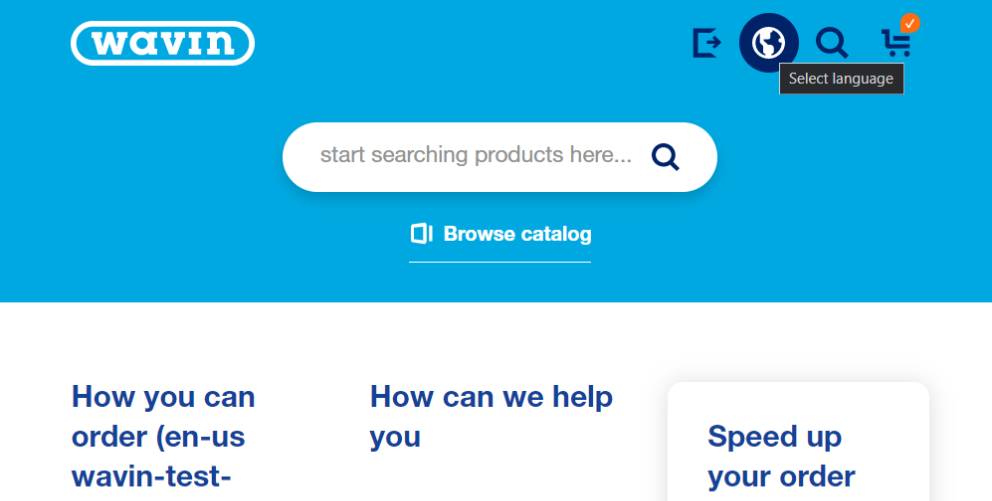 wavin
Select language
start searching products here...
Browse catalog
How you can
order (en-us
wavin-test-
How can we help
you
Speed up
your order